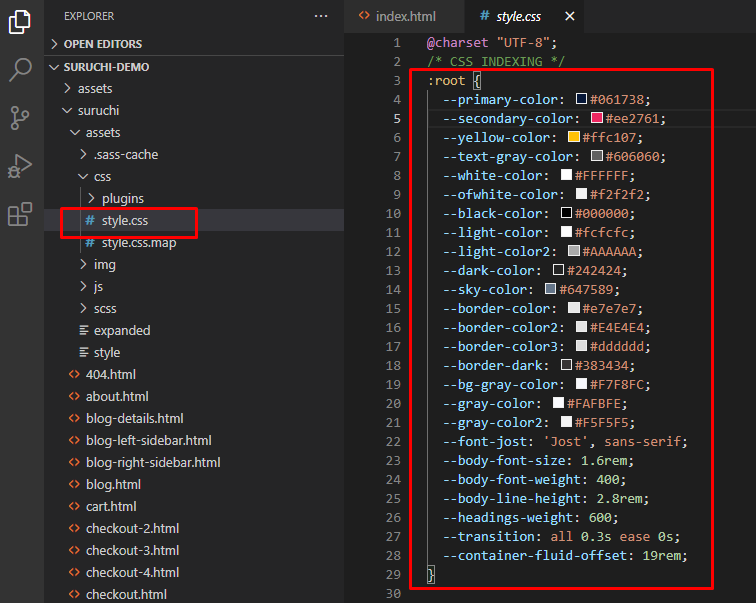 EXPLORER
OPEN EDITORS
SURUCHI-DEMO
assets
suruchi
assets
.sass-cache
css
plugins
# style.css
# style.css.map
img
js
scss
expanded
style
<> 404.html
<> about.html
<> blog-details.html
<> blog-left-sidebar.html
<> blog-right-sidebar.html
<> blog.html
<> cart.html
<> checkout-2.html
<> checkout-3.html
<> checkout-4.html
<> checkout.html
<> index.html
# style.css
1 @charset "UTF-8";
2 /* CSS INDEXING */
3 :root {
4 --primary-color: #061738;
5 --secondary-color: #ee2761;
6 --yellow-color: #ffc107;
7 --text-gray-color: #606060;
8 --white-color: #FFFFFF;
9 --ofwhite-color: #f2f2f2;
10 --black-color: #000000;
11 --light-color: #fcfcfc;
12 --light-color2: #AAAAAA;
13 --dark-color: #242424;
14 --sky-color: #647589;
15 --border-color: #e7e7e7;
16 --border-color2: #E4E4E4;
17 --border-color3: #dddddd;
18 --border-dark: #383434;
19 --bg-gray-color: #F7F8FC;
20 --gray-color: #FAFBFE;
21 --gray-color2: #F5F5F5;
22 --font-jost: 'Jost', sans-serif;
23 --body-font-size: 1.6rem;
24 --body-font-weight: 400;
25 --body-line-height: 2.8rem;
26 --headings-weight: 600;
27 --transition: all 0.3s ease 0s;
28 --container-fluid-offset: 19rem;
29 }
30